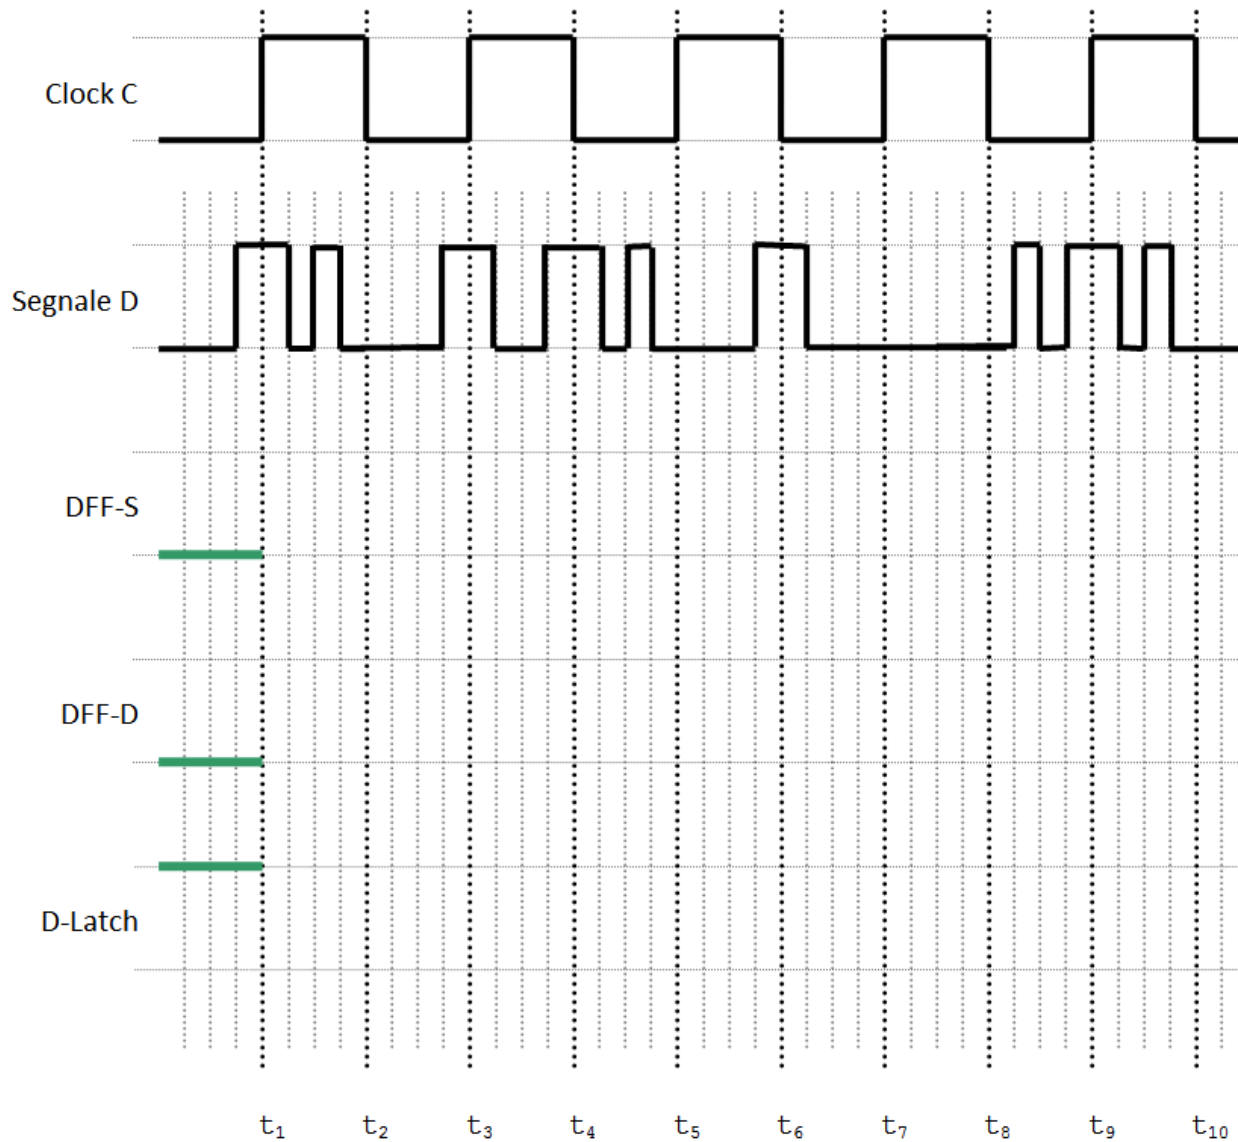 Clock C
Segnale D
DFF-S
DFF-D
D-Latch
t₁ t₂ t₃ t₄ t₅ t₆ t₇ t₈ t₉ t₁₀